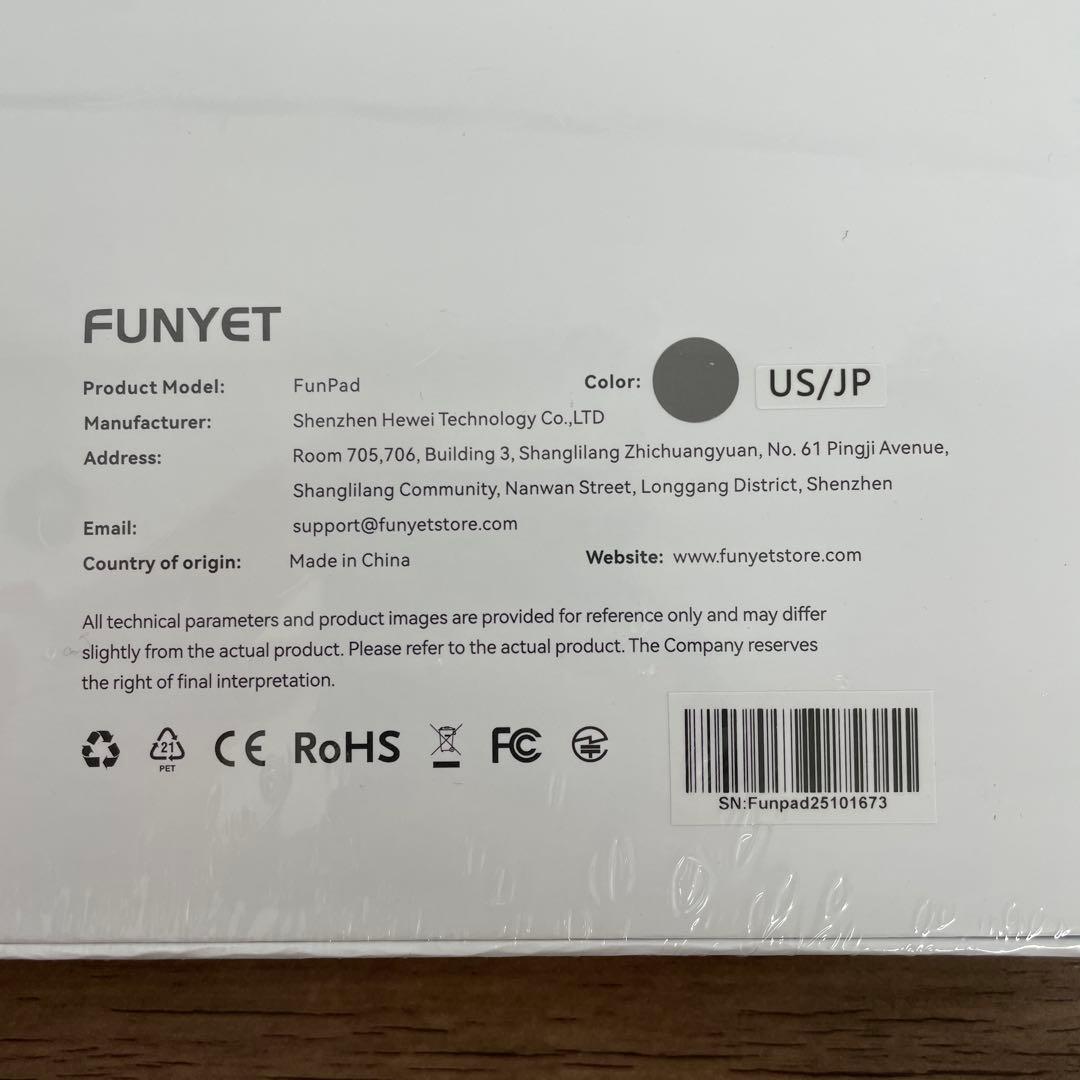 FUNYET
Product Model: FunPad Color: US/JP
Manufacturer: Shenzhen Hewei Technology Co.,LTD
Address: Room 705,706, Building 3, Shanglilang Zhichuangyuan, No. 61 Pingji Avenue,
Shanglilang Community, Nanwan Street, Longgang District, Shenzhen
Email: support@funyetstore.com
Country of origin: Made in China Website: www.funyetstore.com
All technical parameters and product images are provided for reference only and may differ
slightly from the actual product. Please refer to the actual product. The Company reserves
the right of final interpretation.
21
PET
CE RoHS FC
SN:Funpad25101673